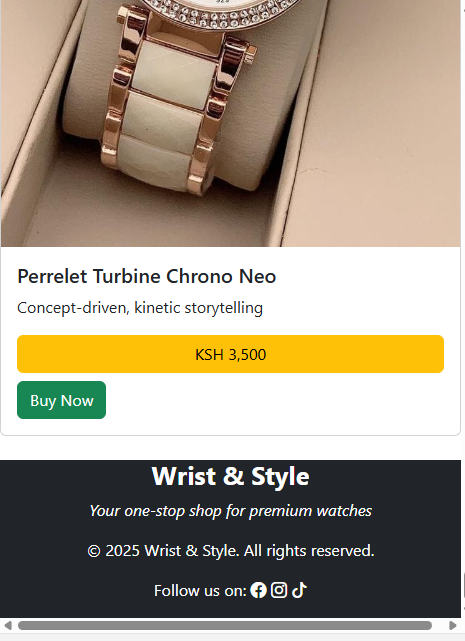 Perrelet Turbine Chrono Neo
Concept-driven, kinetic storytelling
KSH 3,500
Buy Now
Wrist & Style
Your one-stop shop for premium watches
© 2025 Wrist & Style. All rights reserved.
Follow us on: